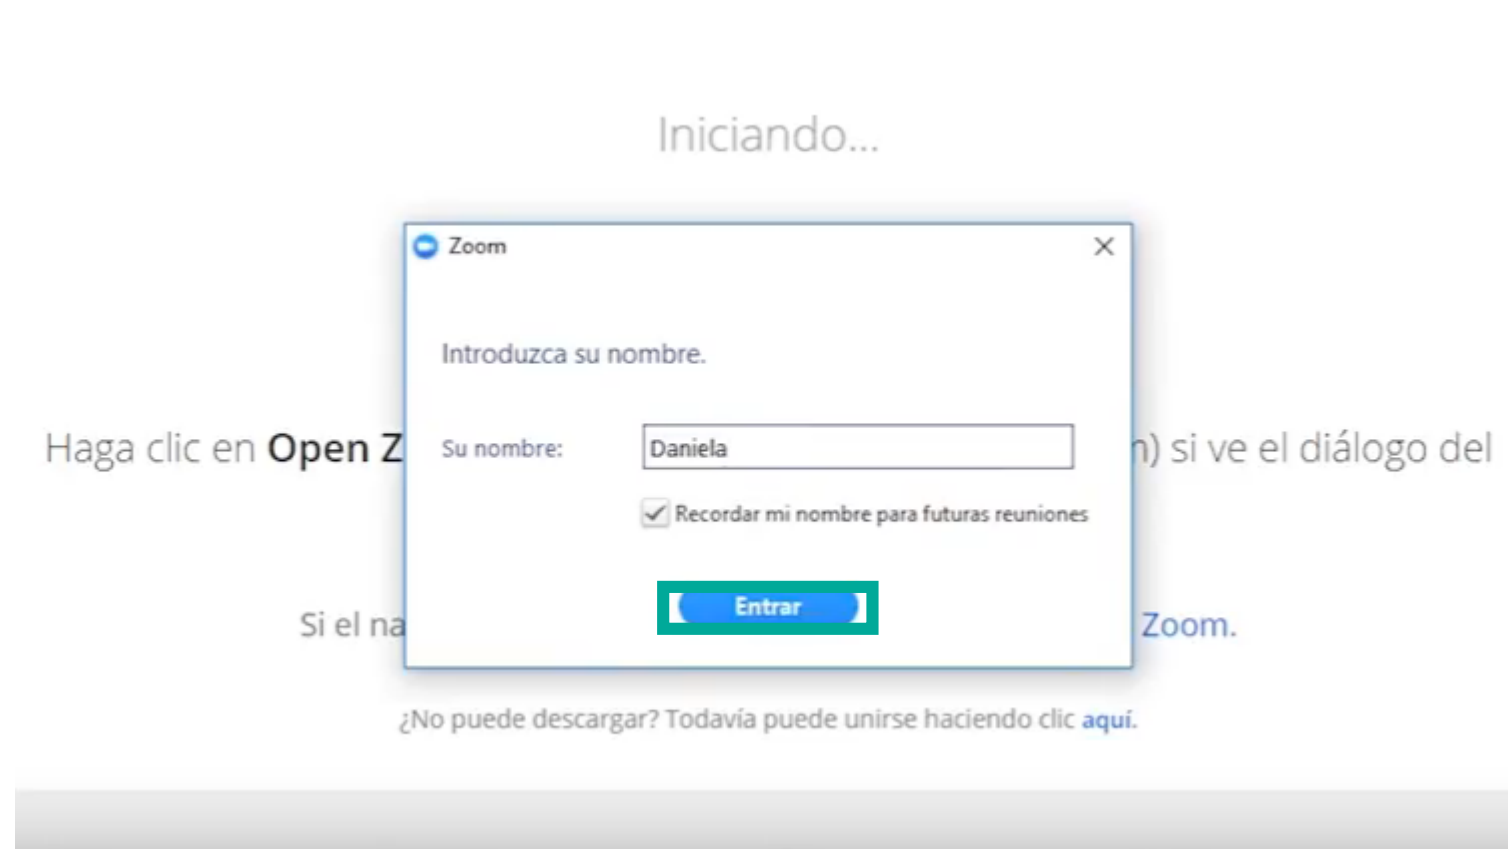 Iniciando...
Zoom
Introduzca su nombre.
Haga clic en Open Z
Su nombre:
Daniela
) si ve el diálogo del
Recordar mi nombre para futuras reuniones
Entrar
Si el na
Zoom.
¿No puede descargar? Todavía puede unirse haciendo clic aquí.